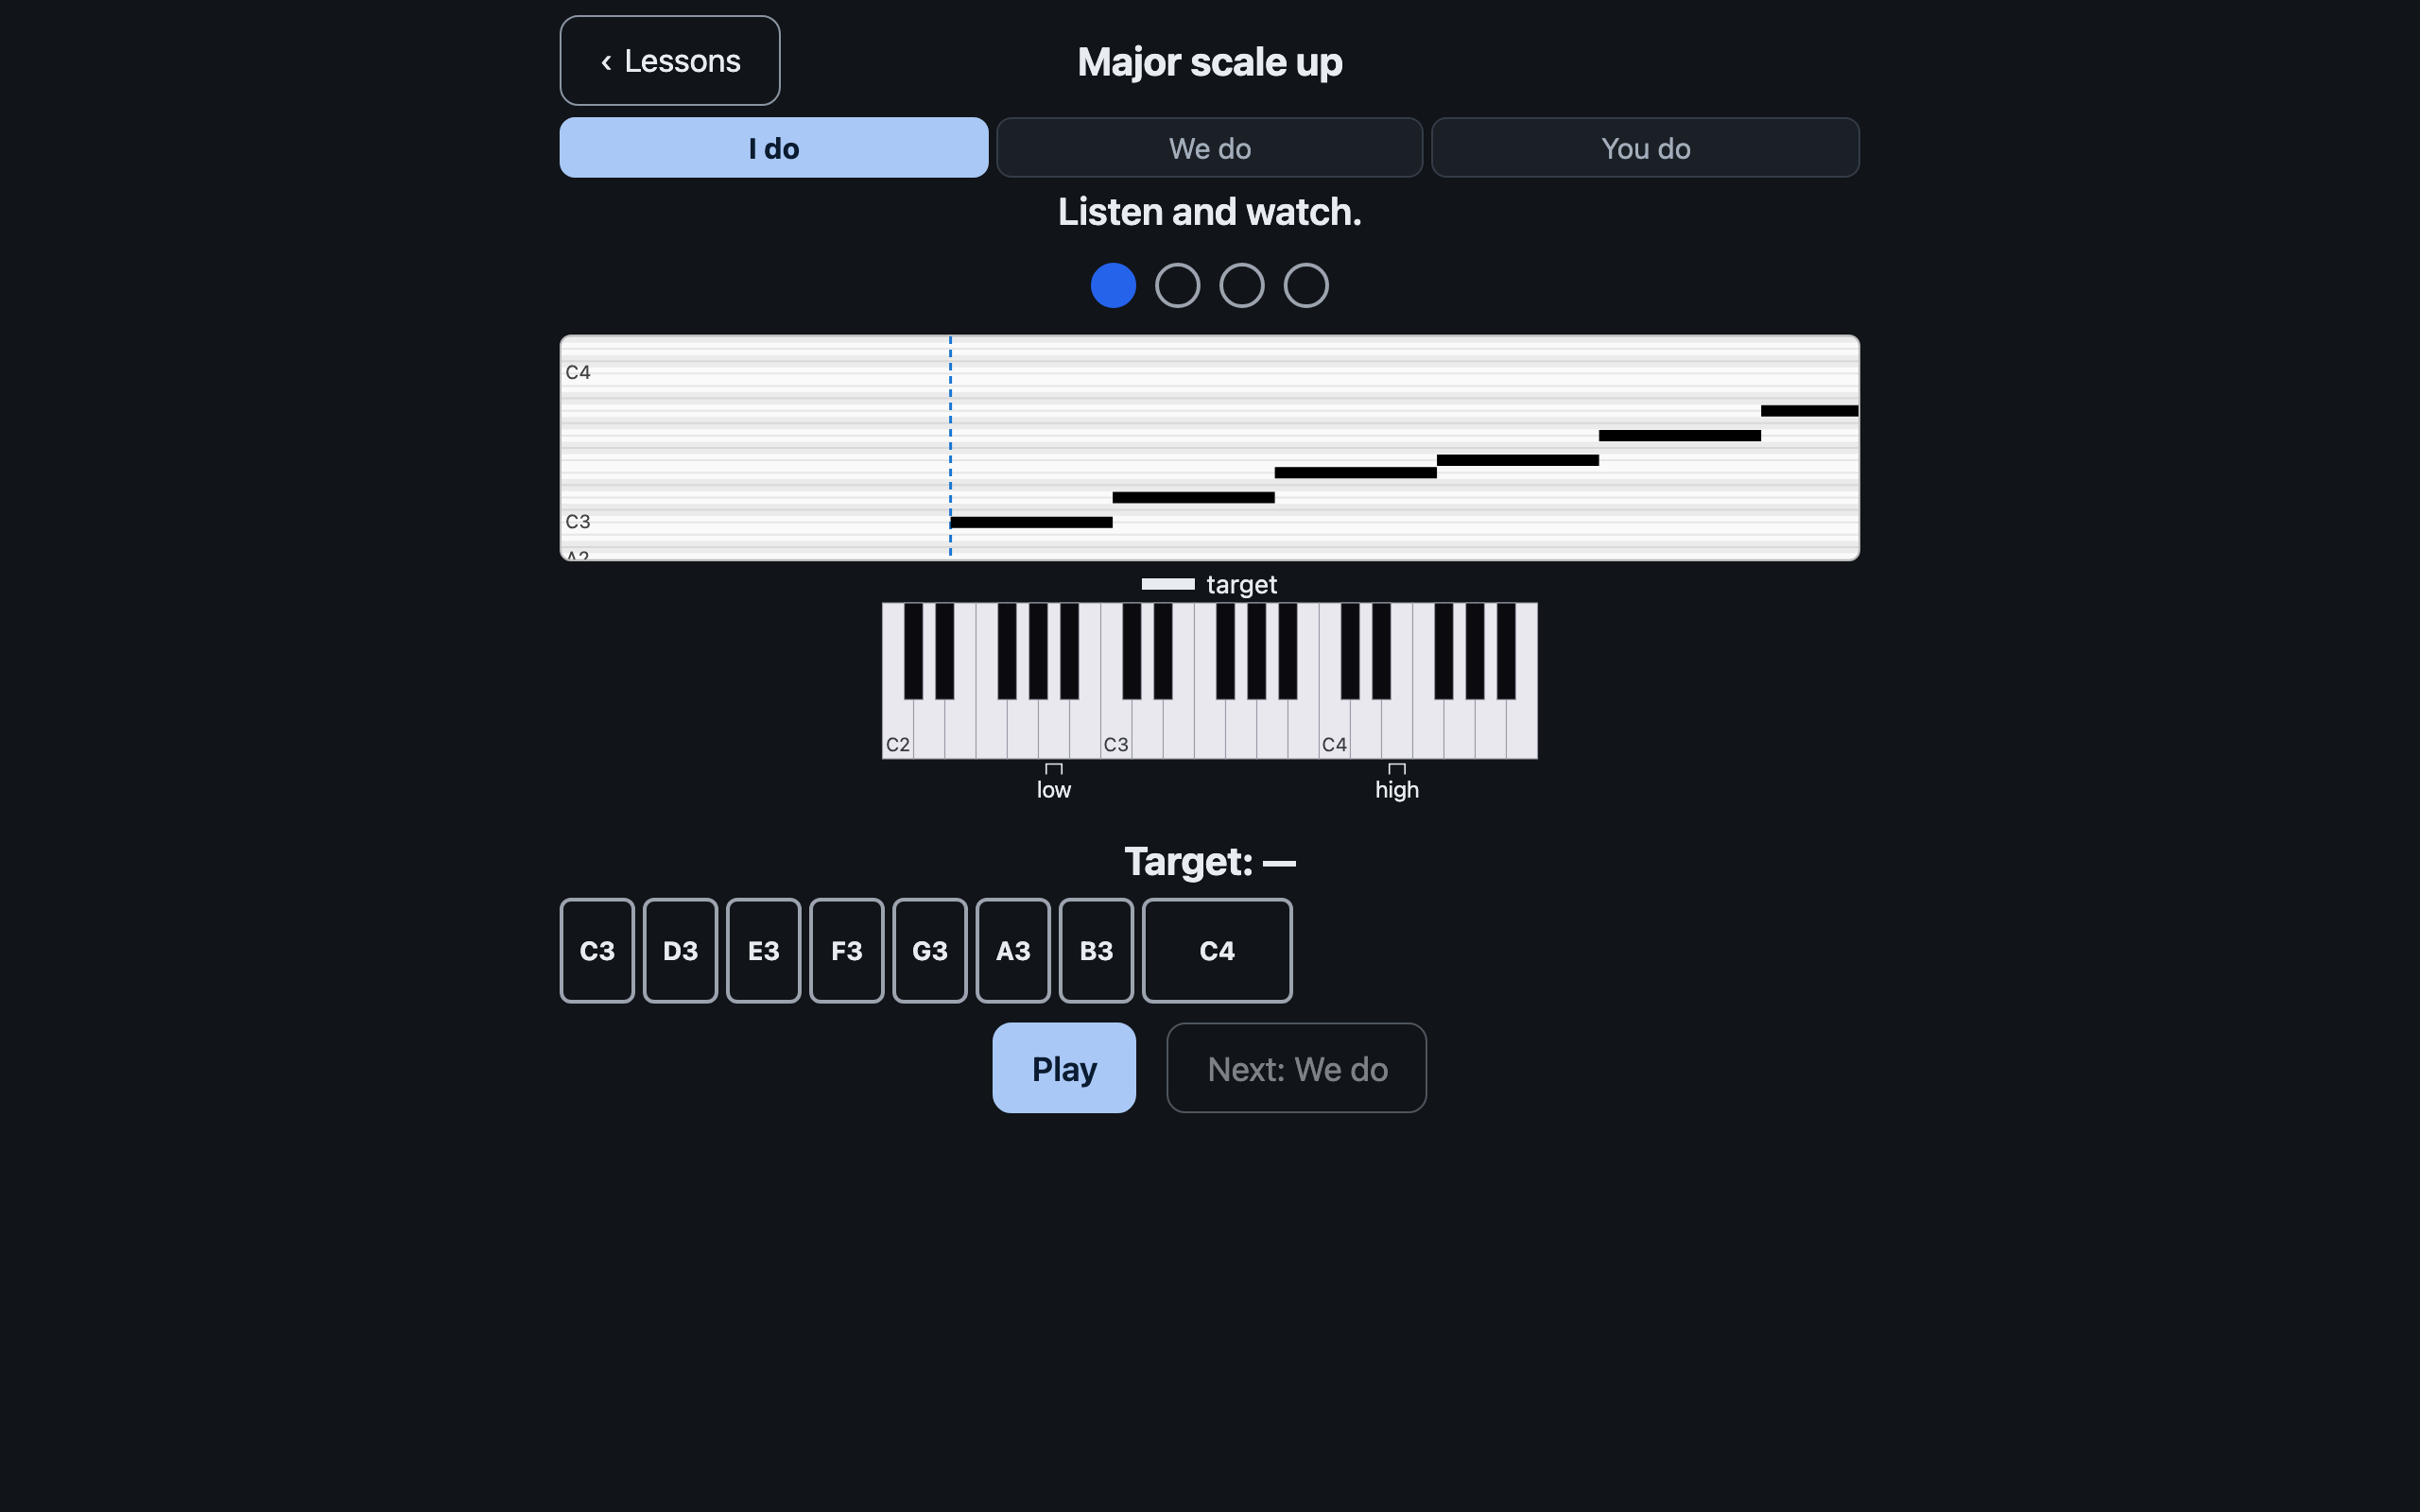 ‹ Lessons
Major scale up
I do
We do
You do
Listen and watch.
C4
C3
A2
target
C2
C3
C4
low
high
Target: —
C3
D3
E3
F3
G3
A3
B3
C4
Play
Next: We do